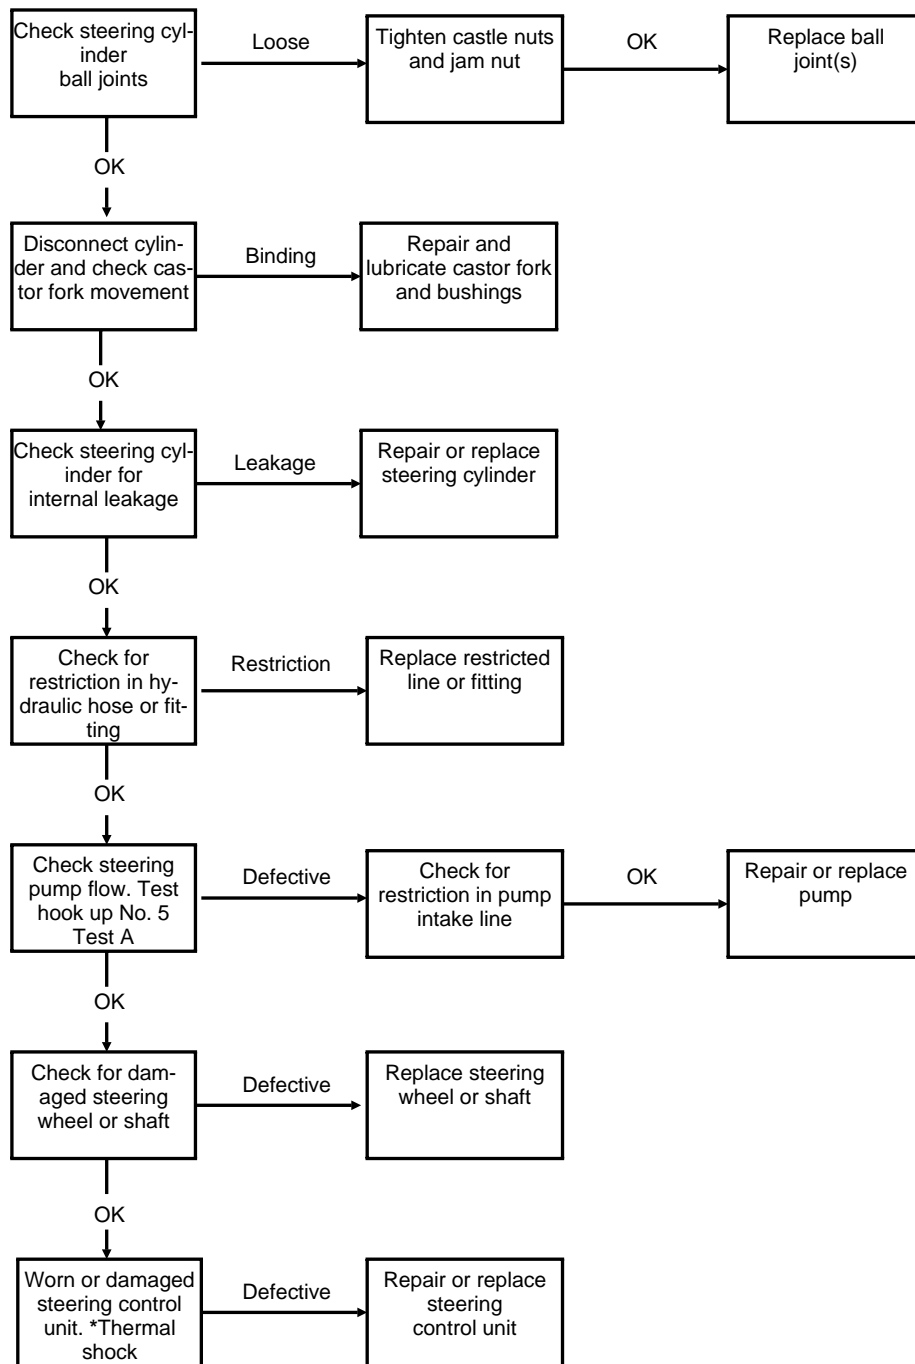 Check steering cyl-
inder
ball joints
Loose
Tighten castle nuts
and jam nut
OK
Replace ball
joint(s)
OK
Disconnect cylin-
der and check cas-
tor fork movement
Binding
Repair and
lubricate castor fork
and bushings
OK
Check steering cyl-
inder for
internal leakage
Leakage
Repair or replace
steering cylinder
OK
Check for
restriction in hy-
draulic hose or fit-
ting
Restriction
Replace restricted
line or fitting
OK
Check steering
pump flow. Test
hook up No. 5
Test A
Defective
Check for
restriction in pump
intake line
OK
Repair or replace
pump
OK
Check for dam-
aged steering
wheel or shaft
Defective
Replace steering
wheel or shaft
OK
Worn or damaged
steering control
unit. *Thermal
shock
Defective
Repair or replace
steering
control unit